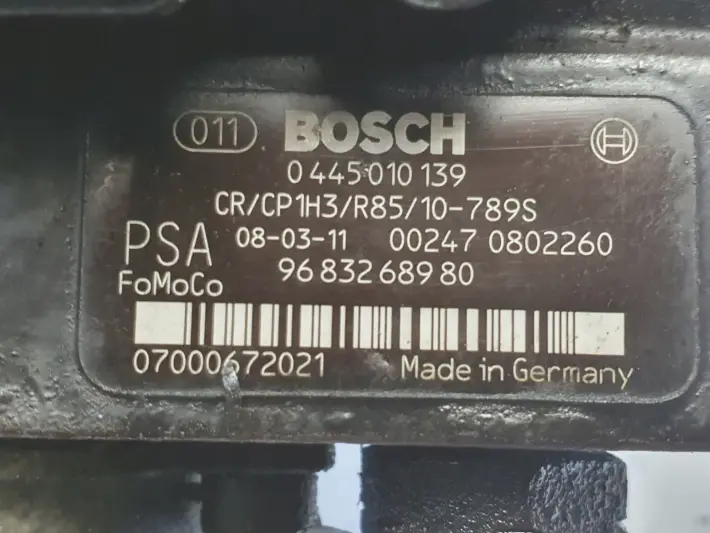 011 BOSCH
0 445 010 139
CR/CP1H3/R85/10-789S
PSA 08-03-11 00247 0802260
FoMoCo 96 832 689 80
07000672021 Made in Germany